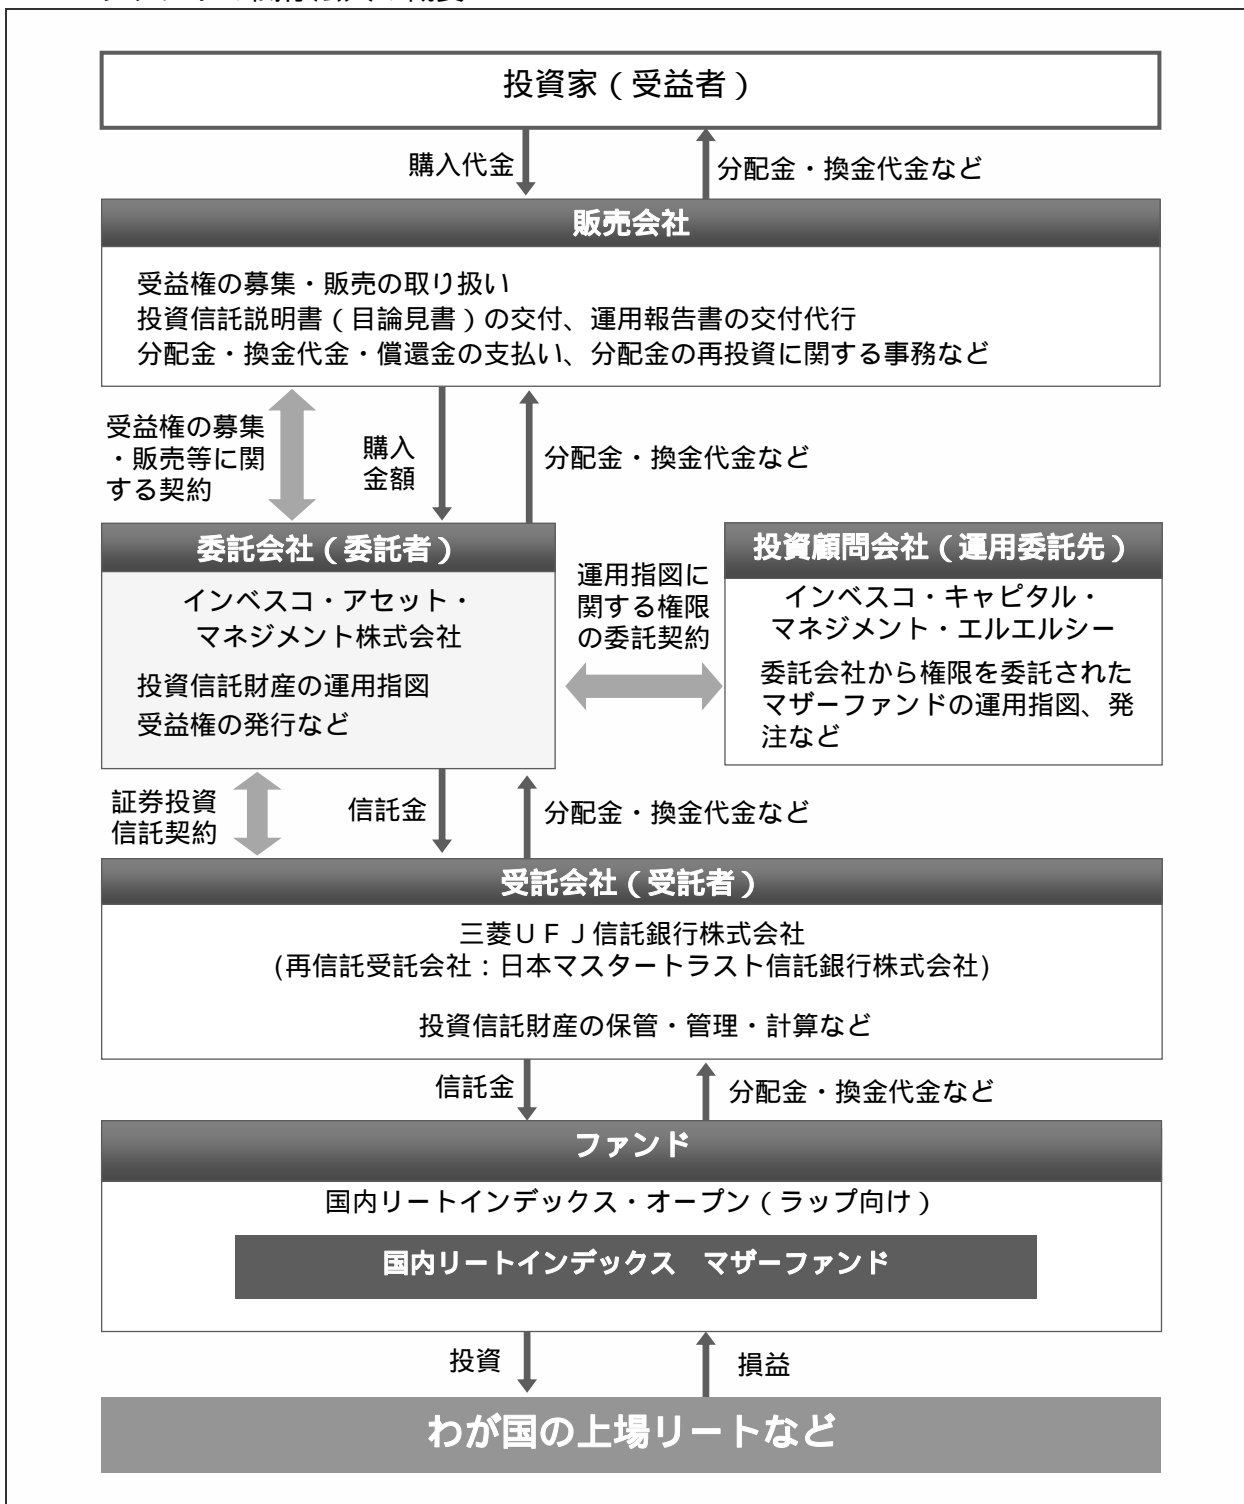 投資家（受益者）
購入代金
分配金・換金代金など
販売会社
受益権の募集・販売の取り扱い
投資信託説明書（目論見書）の交付、運用報告書の交付代行
分配金・換金代金・償還金の支払い、分配金の再投資に関する事務など
受益権の募集
・販売等に関
する契約
購入
金額
分配金・換金代金など
委託会社（委託者）
インベスコ・アセット・
マネジメント株式会社
投資信託財産の運用指図
受益権の発行など
運用指図に
関する権限
の委託契約
投資顧問会社（運用委託先）
インベスコ・キャピタル・
マネジメント・エルエルシー
委託会社から権限を委託された
マザーファンドの運用指図、発
注など
証券投資
信託契約
信託金
分配金・換金代金など
受託会社（受託者）
三菱ＵＦＪ信託銀行株式会社
(再信託受託会社：日本マスタートラスト信託銀行株式会社)
投資信託財産の保管・管理・計算など
信託金
分配金・換金代金など
ファンド
国内リートインデックス・オープン（ラップ向け）
国内リートインデックス　マザーファンド
投資
損益
わが国の上場リートなど